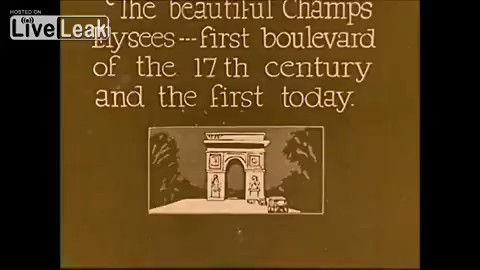 HOSTED ON
LiveLeak
The beautiful Champs
Elysees---first boulevard
of the 17th century
and the first today.